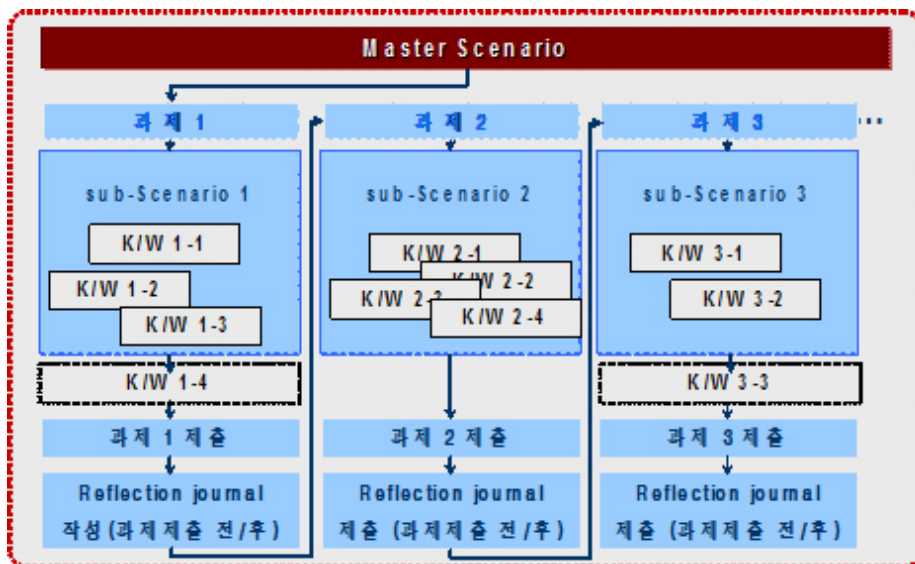 Master Scenario
과제 1
과제 2
과제 3
...
sub-Scenario 1
K/W 1-1
K/W 1-2
K/W 1-3
sub-Scenario 2
K/W 2-1
K/W 2-2
K/W 2-3
K/W 2-4
sub-Scenario 3
K/W 3-1
K/W 3-2
K/W 1-4
K/W 3-3
과제 1 제출
과제 2 제출
과제 3 제출
Reflection journal
작성 (과제제출 전/후)
Reflection journal
제출 (과제제출 전/후)
Reflection journal
제출 (과제제출 전/후)